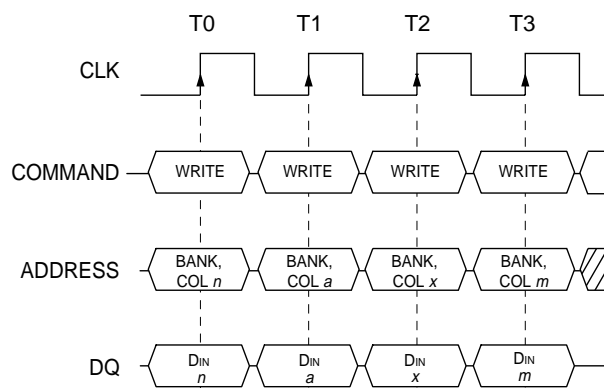 T0 T1 T2 T3
CLK
COMMAND WRITE WRITE WRITE WRITE
BANK, BANK, BANK, BANK,
ADDRESS
COL n COL a COL x COL m
DIN DIN DIN DIN
DQ
n a x m